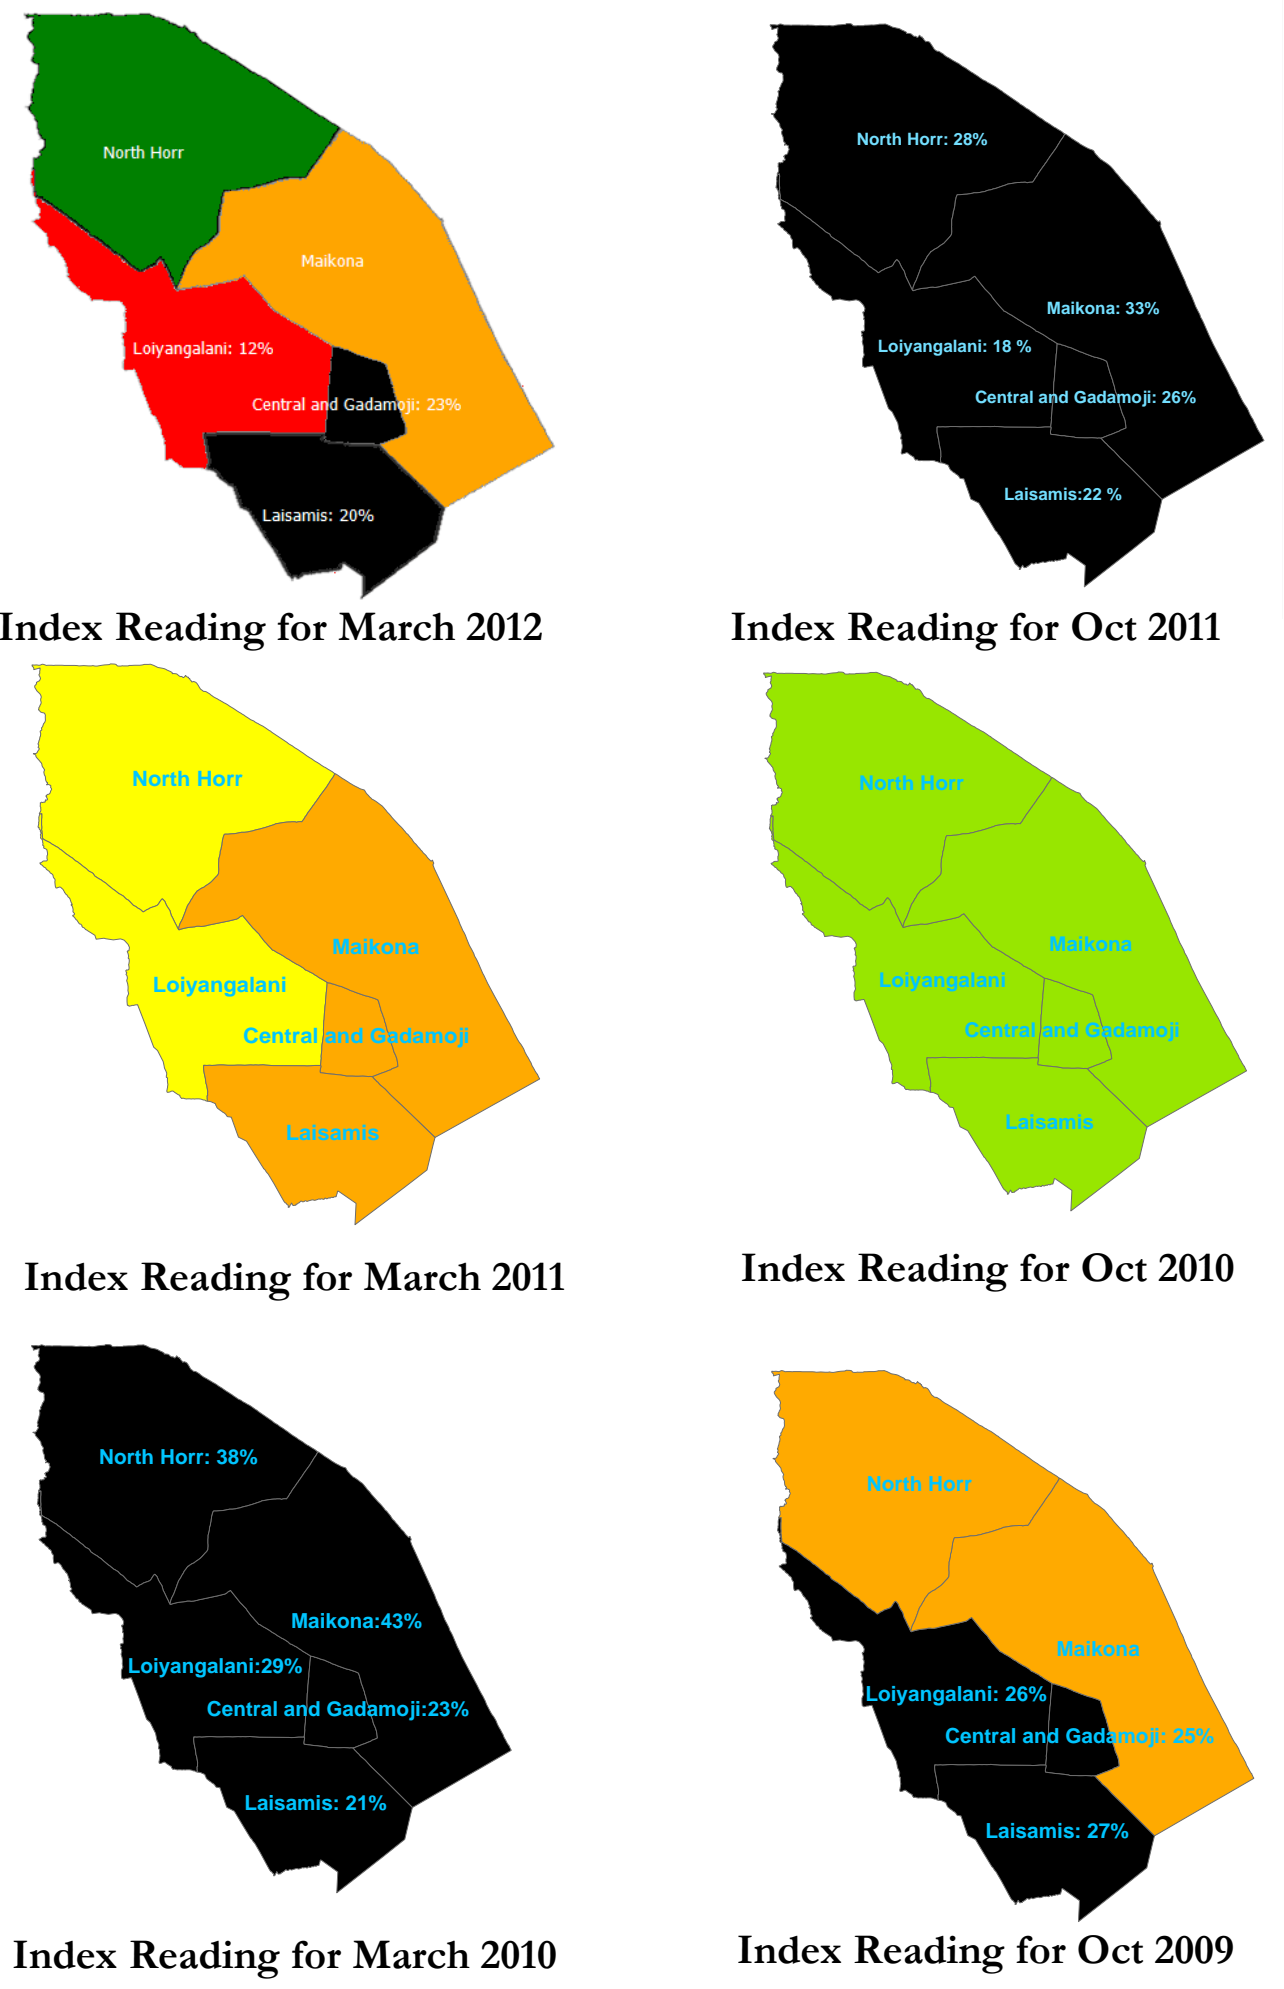 North Horr
Maikona
Loiyangalani: 12%
Central and Gadamoji: 23%
Laisamis: 20%
Index Reading for March 2012
North Horr: 28%
Maikona: 33%
Loiyangalani: 18 %
Central and Gadamoji: 26%
Laisamis:22 %
Index Reading for Oct 2011
North Horr
Maikona
Loiyangalani
Central and Gadamoji
Laisamis
Index Reading for March 2011
North Horr
Maikona
Loiyangalani
Central and Gadamoji
Laisamis
Index Reading for Oct 2010
North Horr: 38%
Maikona:43%
Loiyangalani:29%
Central and Gadamoji:23%
Laisamis: 21%
Index Reading for March 2010
North Horr
Maikona
Loiyangalani: 26%
Central and Gadamoji: 25%
Laisamis: 27%
Index Reading for Oct 2009